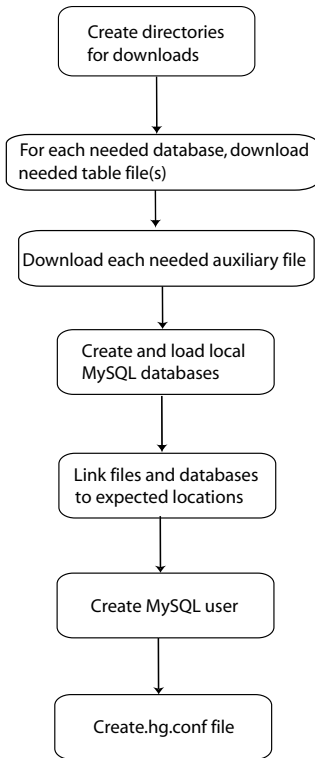 Create directories
for downloads
For each needed database, download
needed table file(s)
Download each needed auxiliary file
Create and load local
MySQL databases
Link files and databases
to expected locations
Create MySQL user
Create.hg.conf file